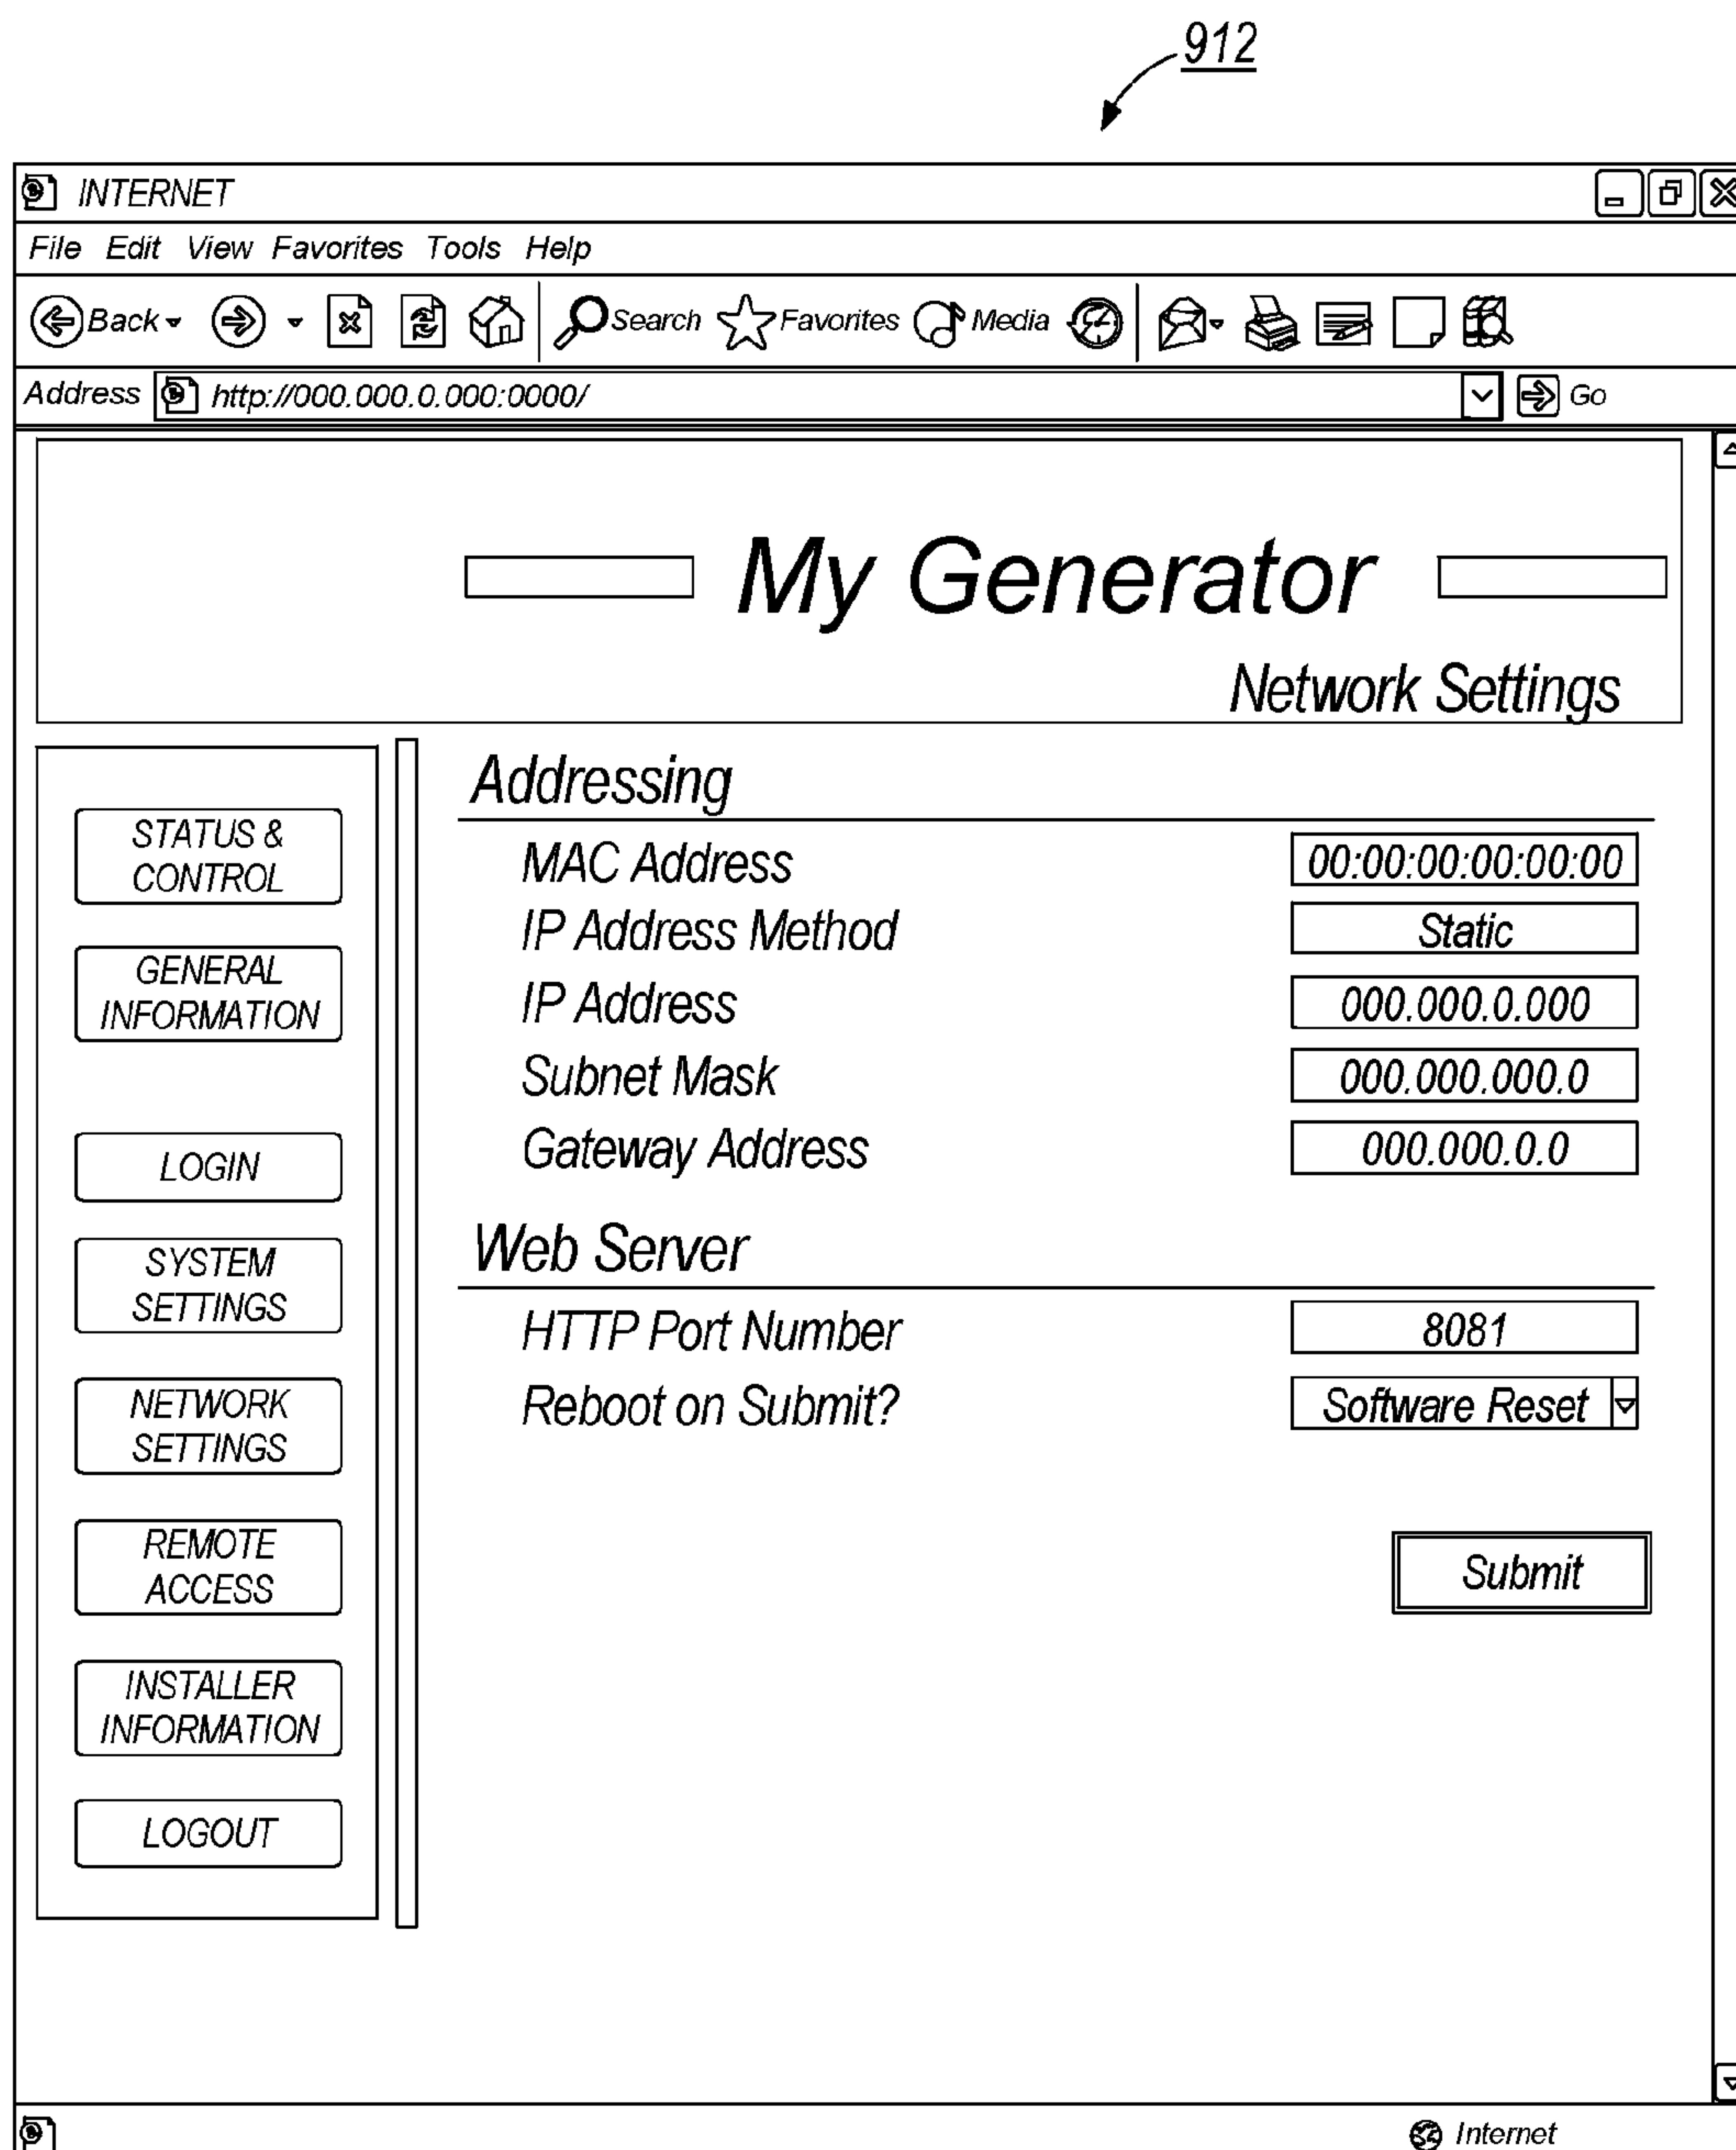 912
INTERNET
File Edit View Favorites Tools Help
Back Search Favorites Media
Address http://000.000.0.000:0000/ Go
My Generator
Network Settings
STATUS &
CONTROL
GENERAL
INFORMATION
LOGIN
SYSTEM
SETTINGS
NETWORK
SETTINGS
REMOTE
ACCESS
INSTALLER
INFORMATION
LOGOUT
Addressing
MAC Address 00:00:00:00:00:00
IP Address Method Static
IP Address 000.000.0.000
Subnet Mask 000.000.000.0
Gateway Address 000.000.0.0
Web Server
HTTP Port Number 8081
Reboot on Submit? Software Reset
Submit
Internet